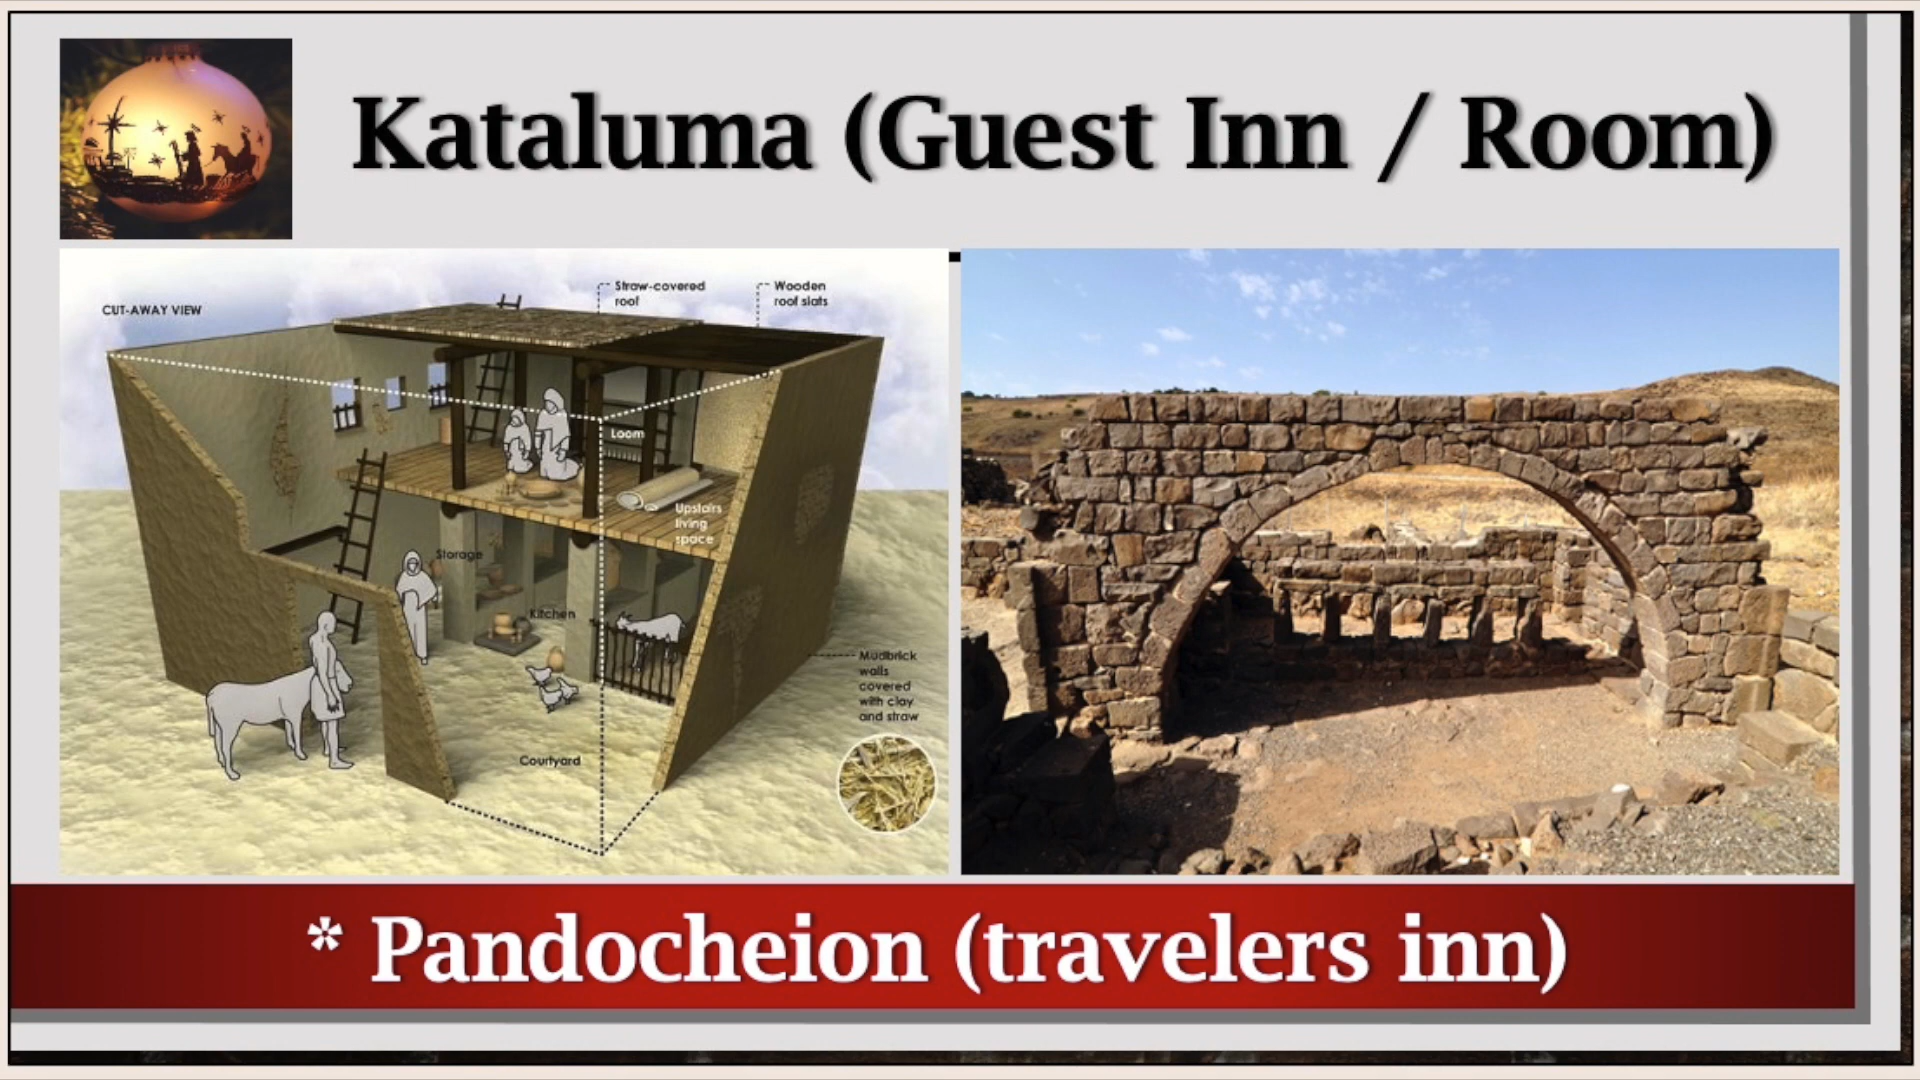 Kataluma (Guest Inn / Room)
CUT-AWAY VIEW
Straw-covered
roof
Wooden
roof slats
Loom
Upstairs
living
space
Storage
Kitchen
Mudbrick
walls
covered
with clay
and straw
Courtyard
* Pandocheion (travelers inn)